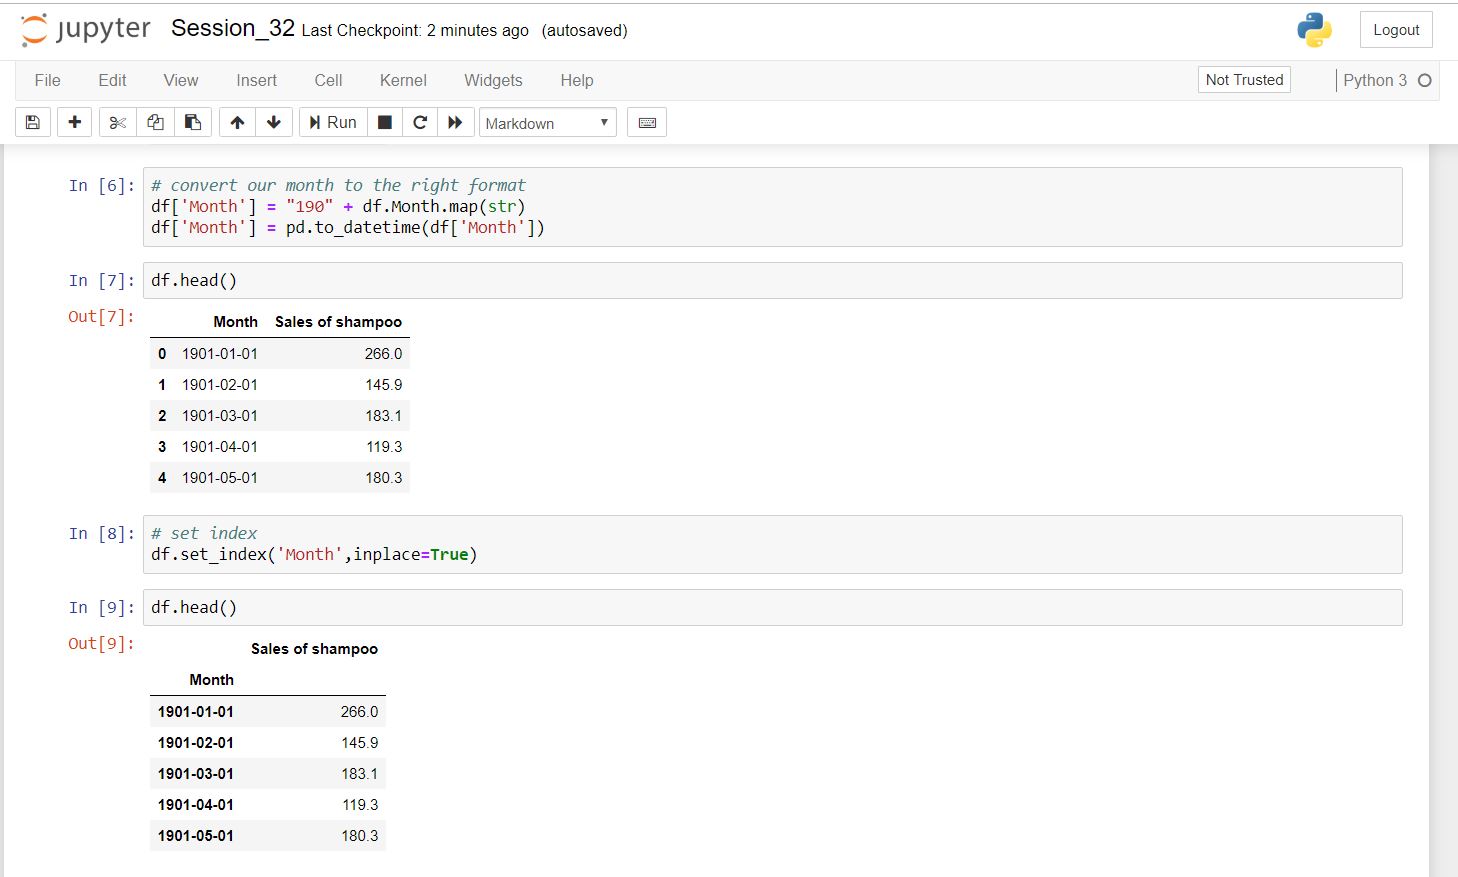 jupyter Session_32 Last Checkpoint: 2 minutes ago (autosaved) Logout
File Edit View Insert Cell Kernel Widgets Help Not Trusted Python 3
Run Markdown
In [6]: # convert our month to the right format
df['Month'] = "190" + df.Month.map(str)
df['Month'] = pd.to_datetime(df['Month'])
In [7]: df.head()
Out[7]:
Month Sales of shampoo
0 1901-01-01 266.0
1 1901-02-01 145.9
2 1901-03-01 183.1
3 1901-04-01 119.3
4 1901-05-01 180.3
In [8]: # set index
df.set_index('Month',inplace=True)
In [9]: df.head()
Out[9]:
Sales of shampoo
Month
1901-01-01 266.0
1901-02-01 145.9
1901-03-01 183.1
1901-04-01 119.3
1901-05-01 180.3